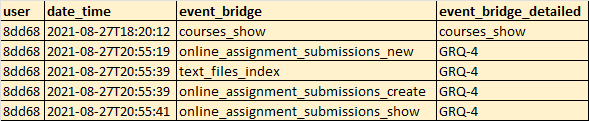 user date_time event_bridge event_bridge_detailed
8dd68 2021-08-27T18:20:12 courses_show courses_show
8dd68 2021-08-27T20:55:19 online_assignment_submissions_new GRQ-4
8dd68 2021-08-27T20:55:39 text_files_index GRQ-4
8dd68 2021-08-27T20:55:39 online_assignment_submissions_create GRQ-4
8dd68 2021-08-27T20:55:41 online_assignment_submissions_show GRQ-4